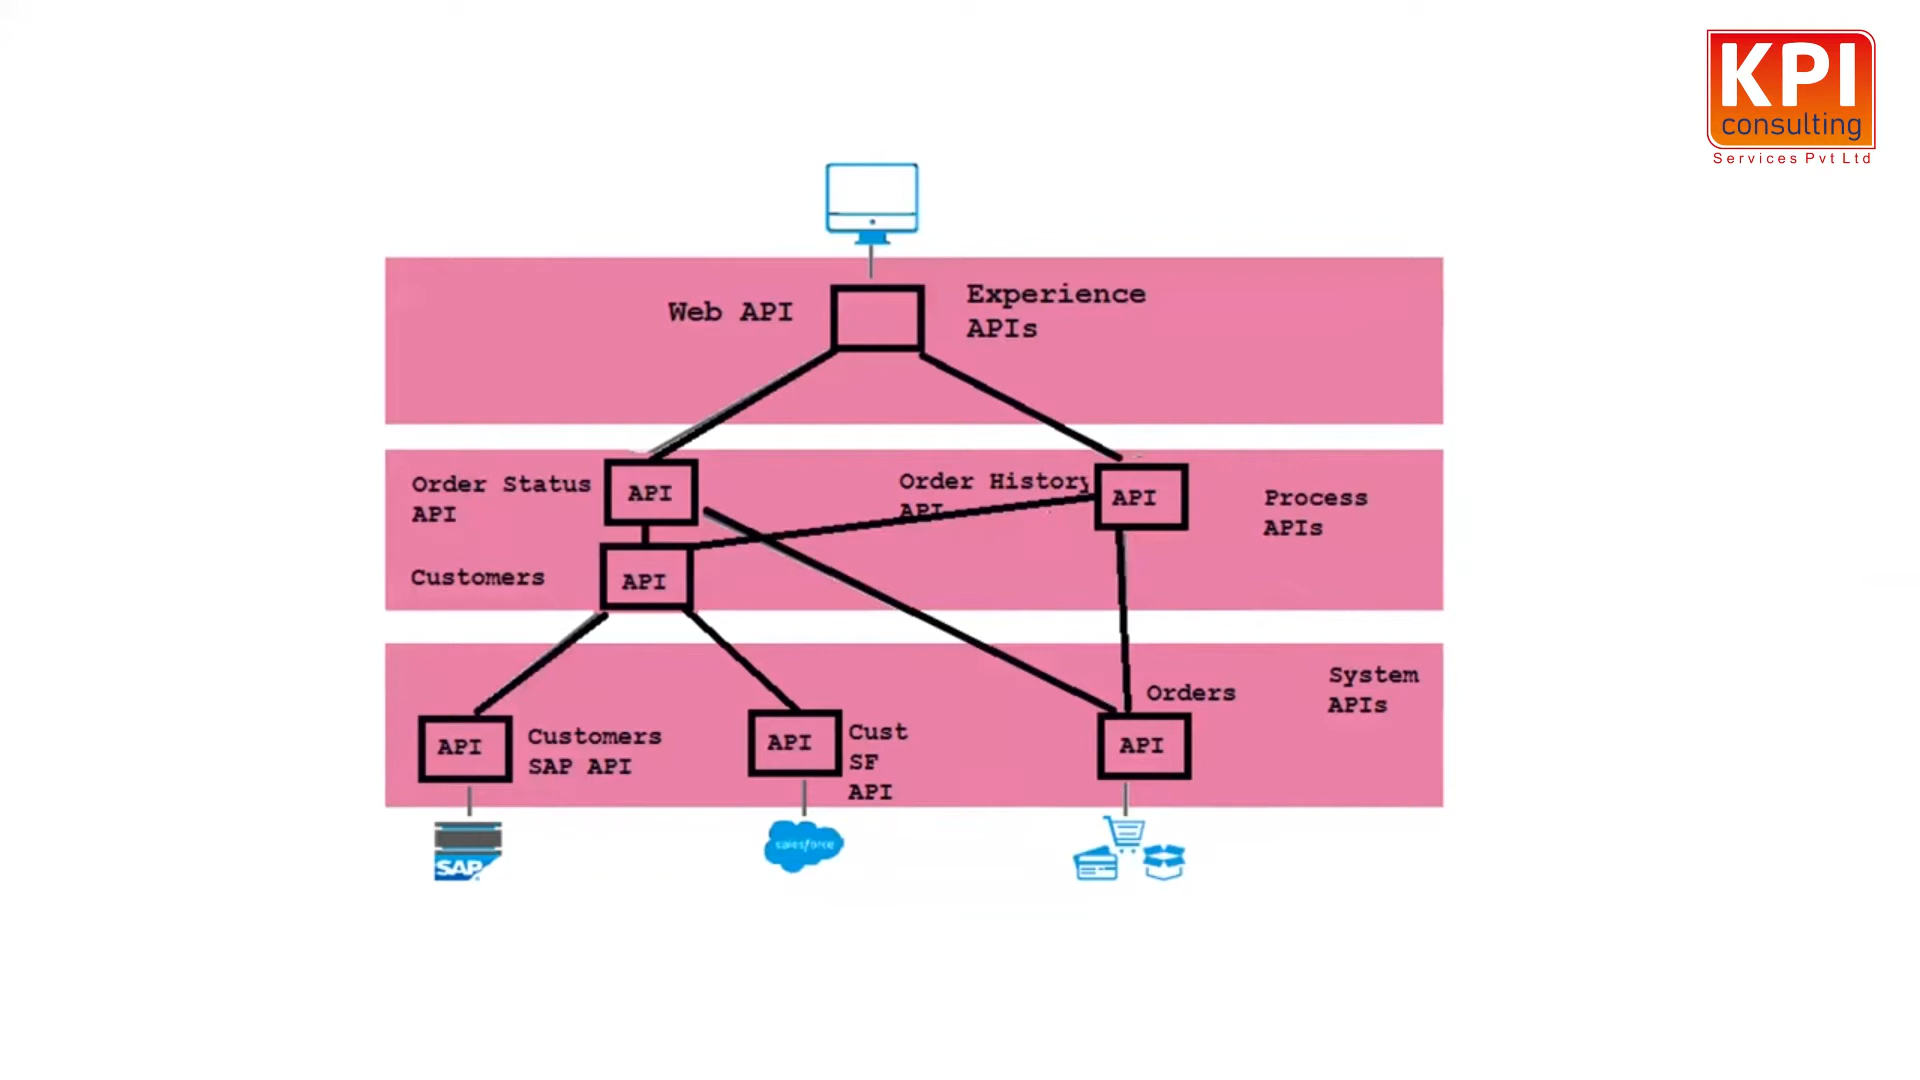 KPI
consulting
Services Pvt Ltd
Web API
Experience
APIs
Order Status
API
API
Order History
API
API
Process
APIs
Customers
API
System
APIs
Orders
API
Customers
SAP API
API
Cust
SF
API
API
SAP
salesforce